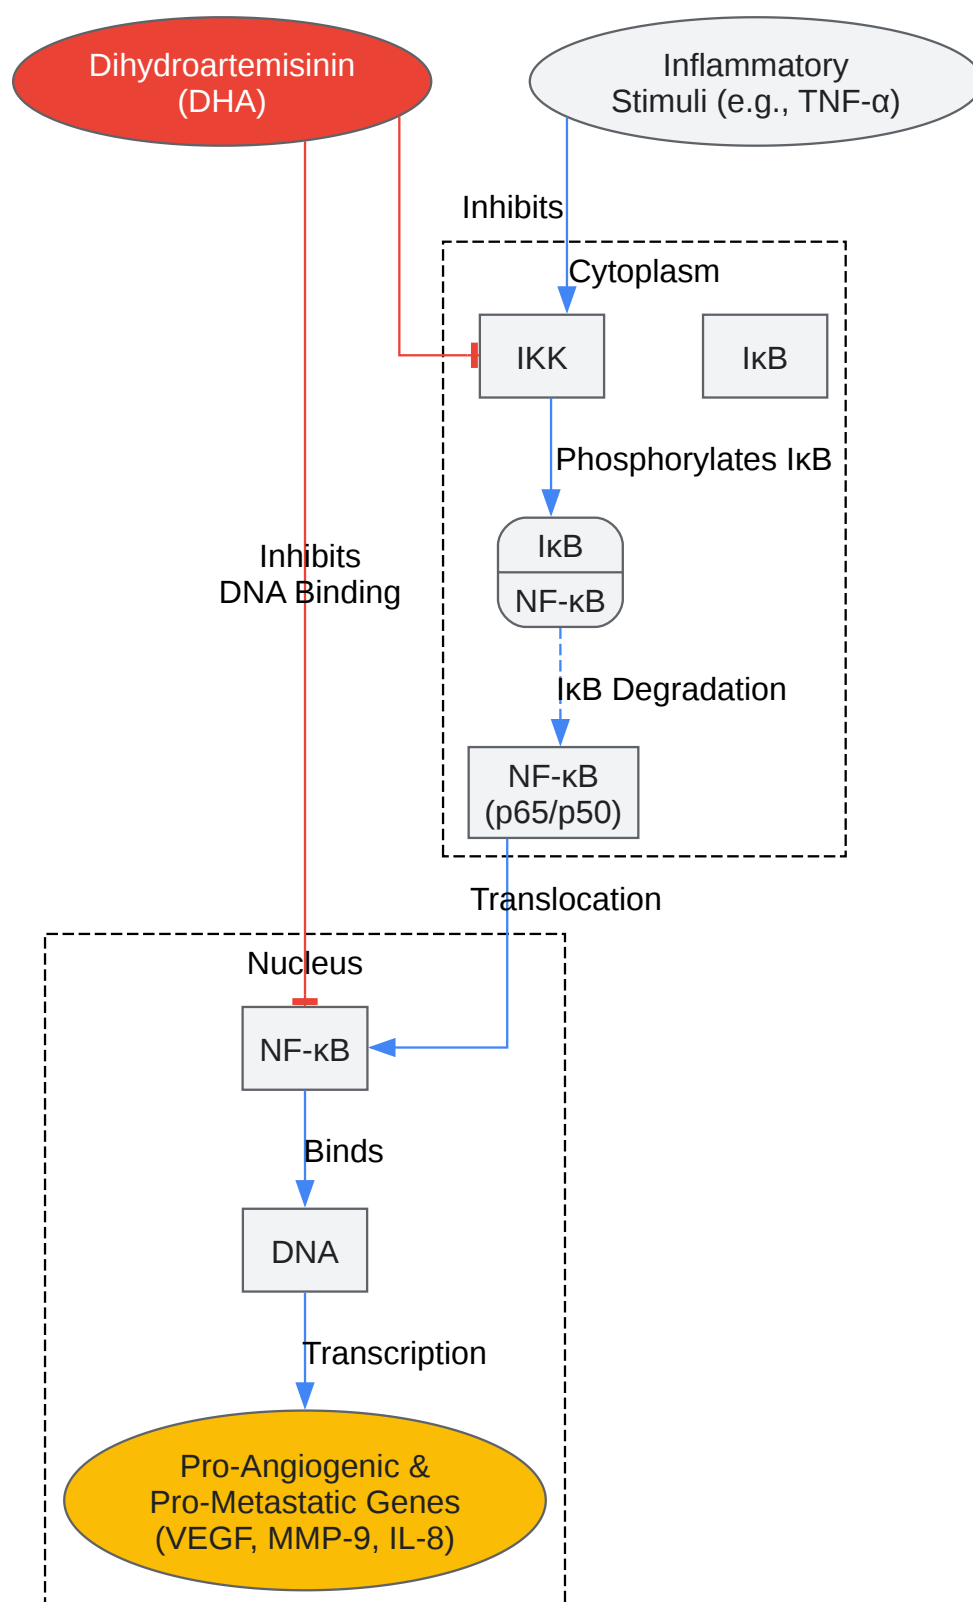 Dihydroartemisinin
(DHA)
Inflammatory
Stimuli (e.g., TNF-α)
Inhibits
Cytoplasm
IKK
IκB
Phosphorylates IκB
IκB
NF-κB
Inhibits
DNA Binding
IκB Degradation
NF-κB
(p65/p50)
Translocation
Nucleus
NF-κB
Binds
DNA
Transcription
Pro-Angiogenic &
Pro-Metastatic Genes
(VEGF, MMP-9, IL-8)